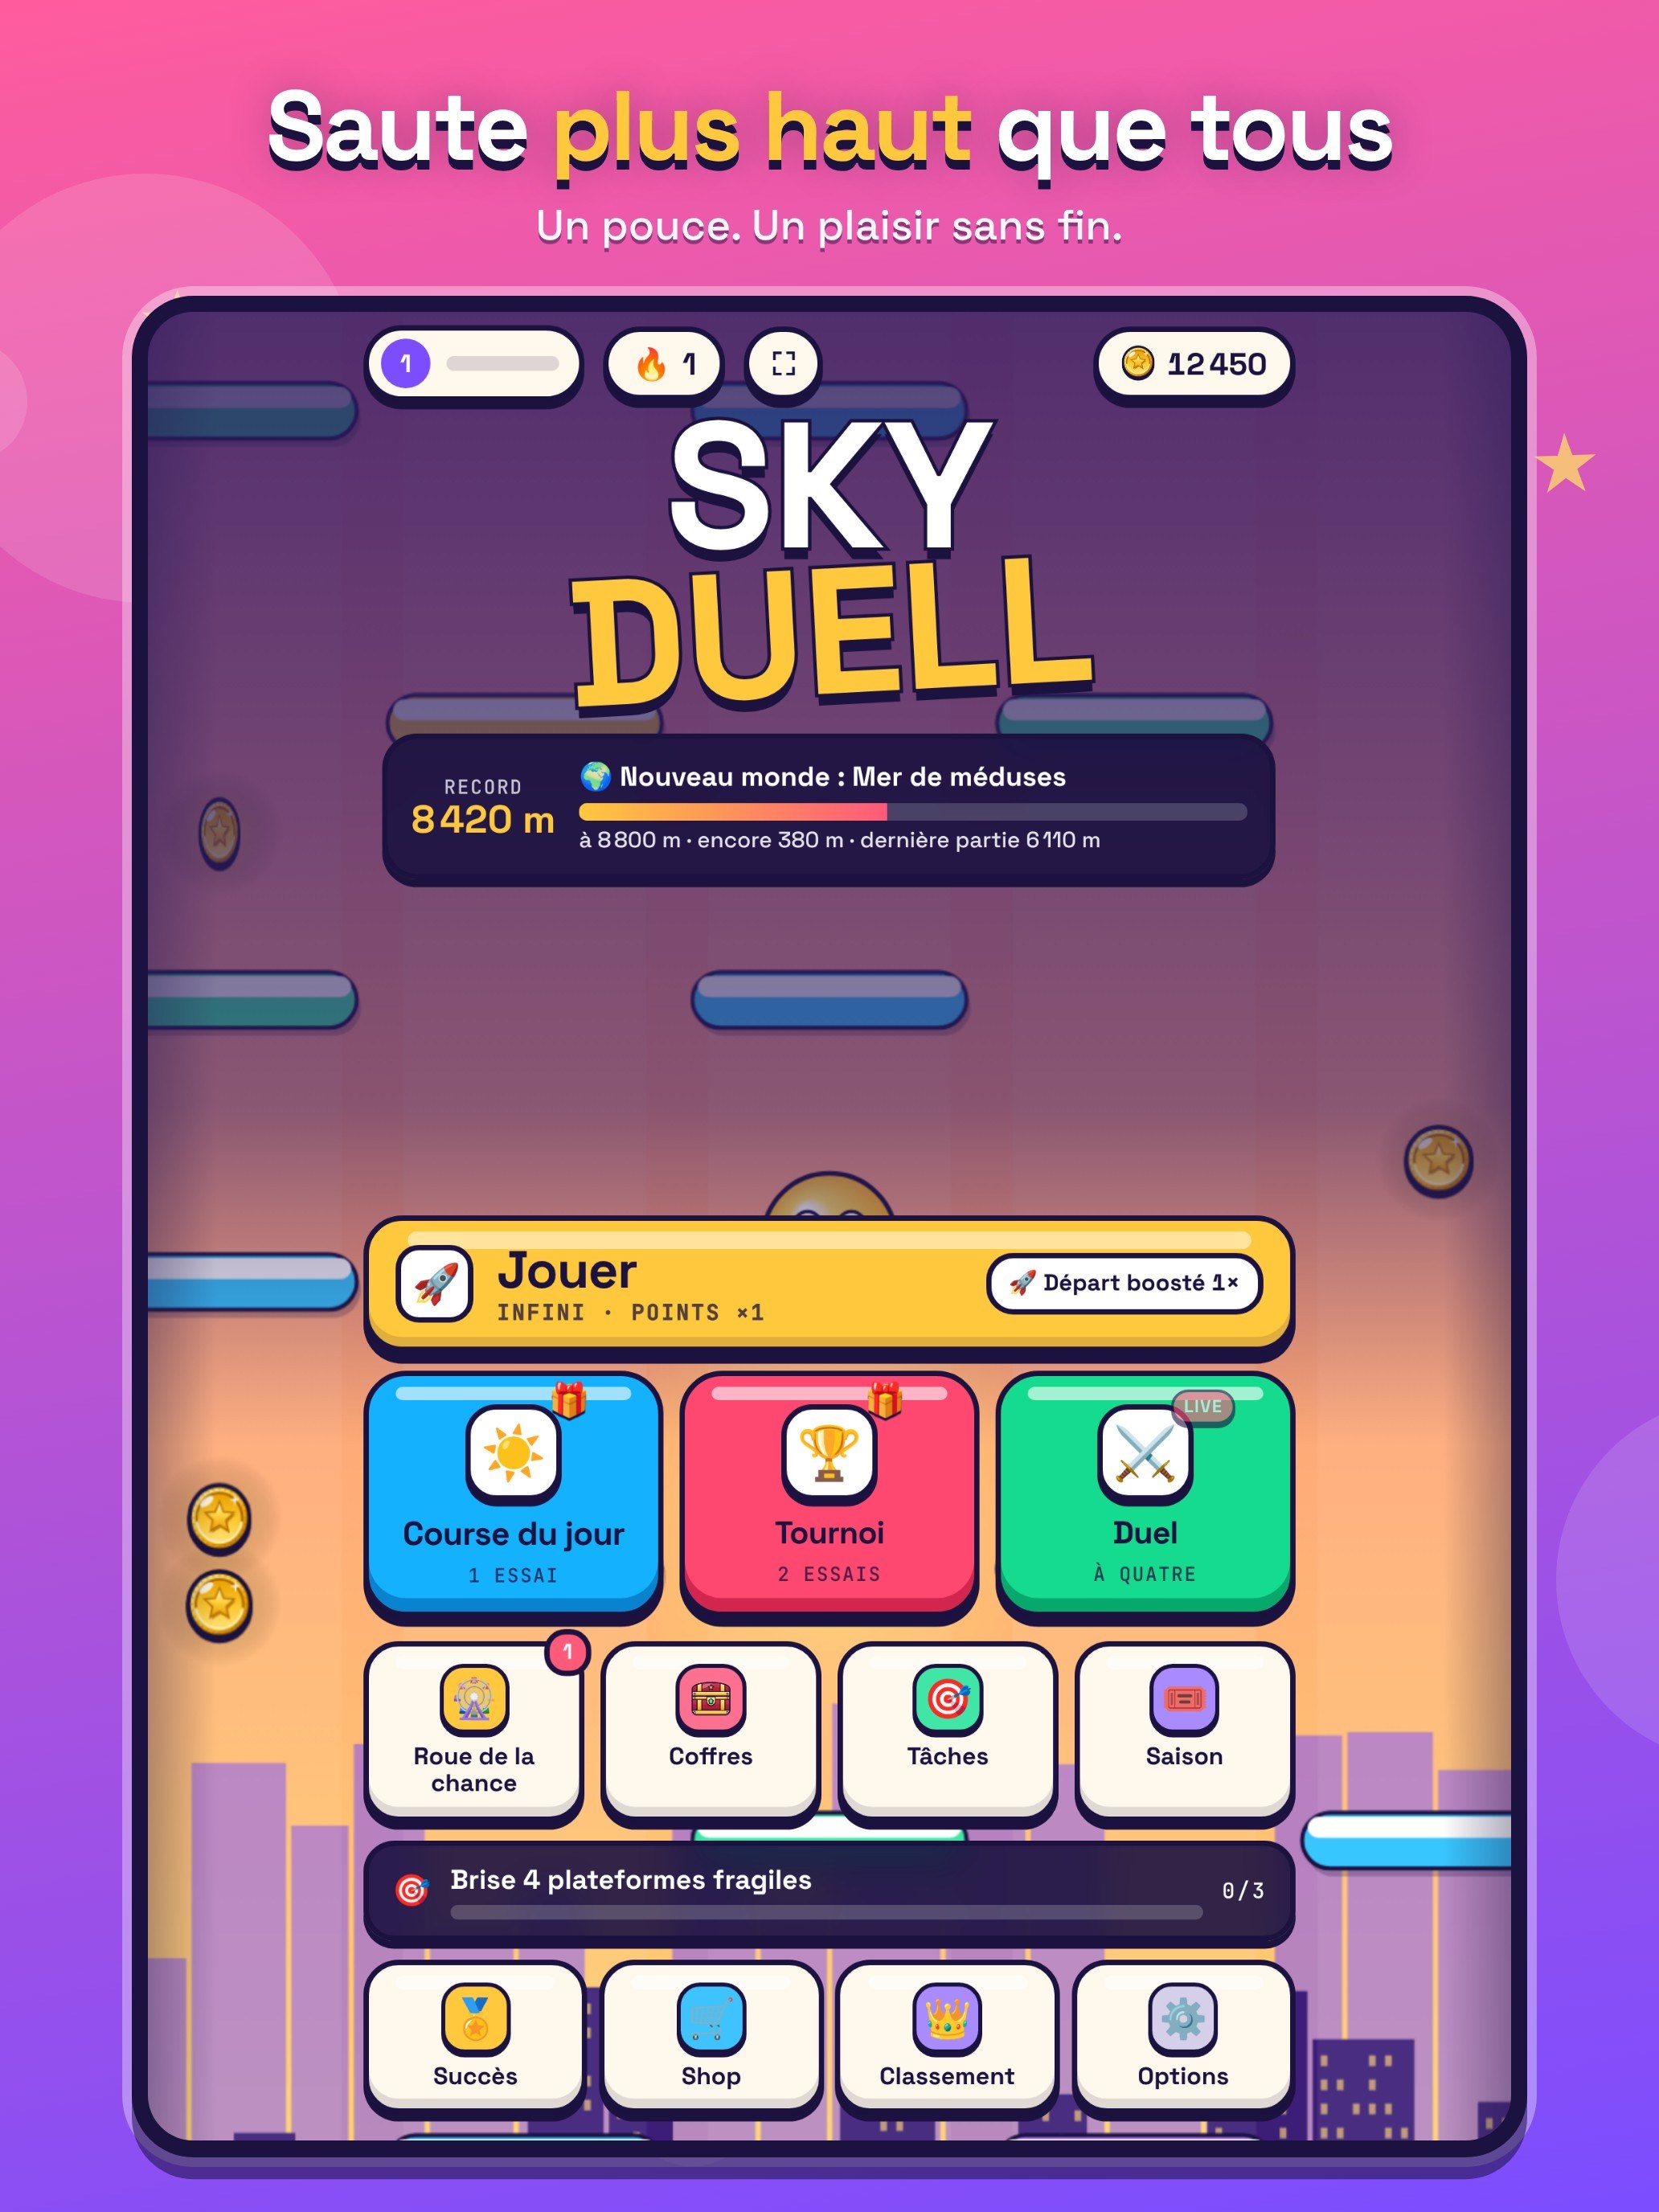 Saute plus haut que tous
Un pouce. Un plaisir sans fin.
1
1
12 450
SKY
DUELL
RECORD
8 420 m
Nouveau monde : Mer de méduses
à 8 800 m · encore 380 m · dernière partie 6 110 m
Jouer
INFINI · POINTS ×1
Départ boosté 1×
LIVE
Course du jour
1 ESSAI
Tournoi
2 ESSAIS
Duel
À QUATRE
1
Roue de la
chance
Coffres
Tâches
Saison
Brise 4 plateformes fragiles
0/3
Succès
Shop
Classement
Options